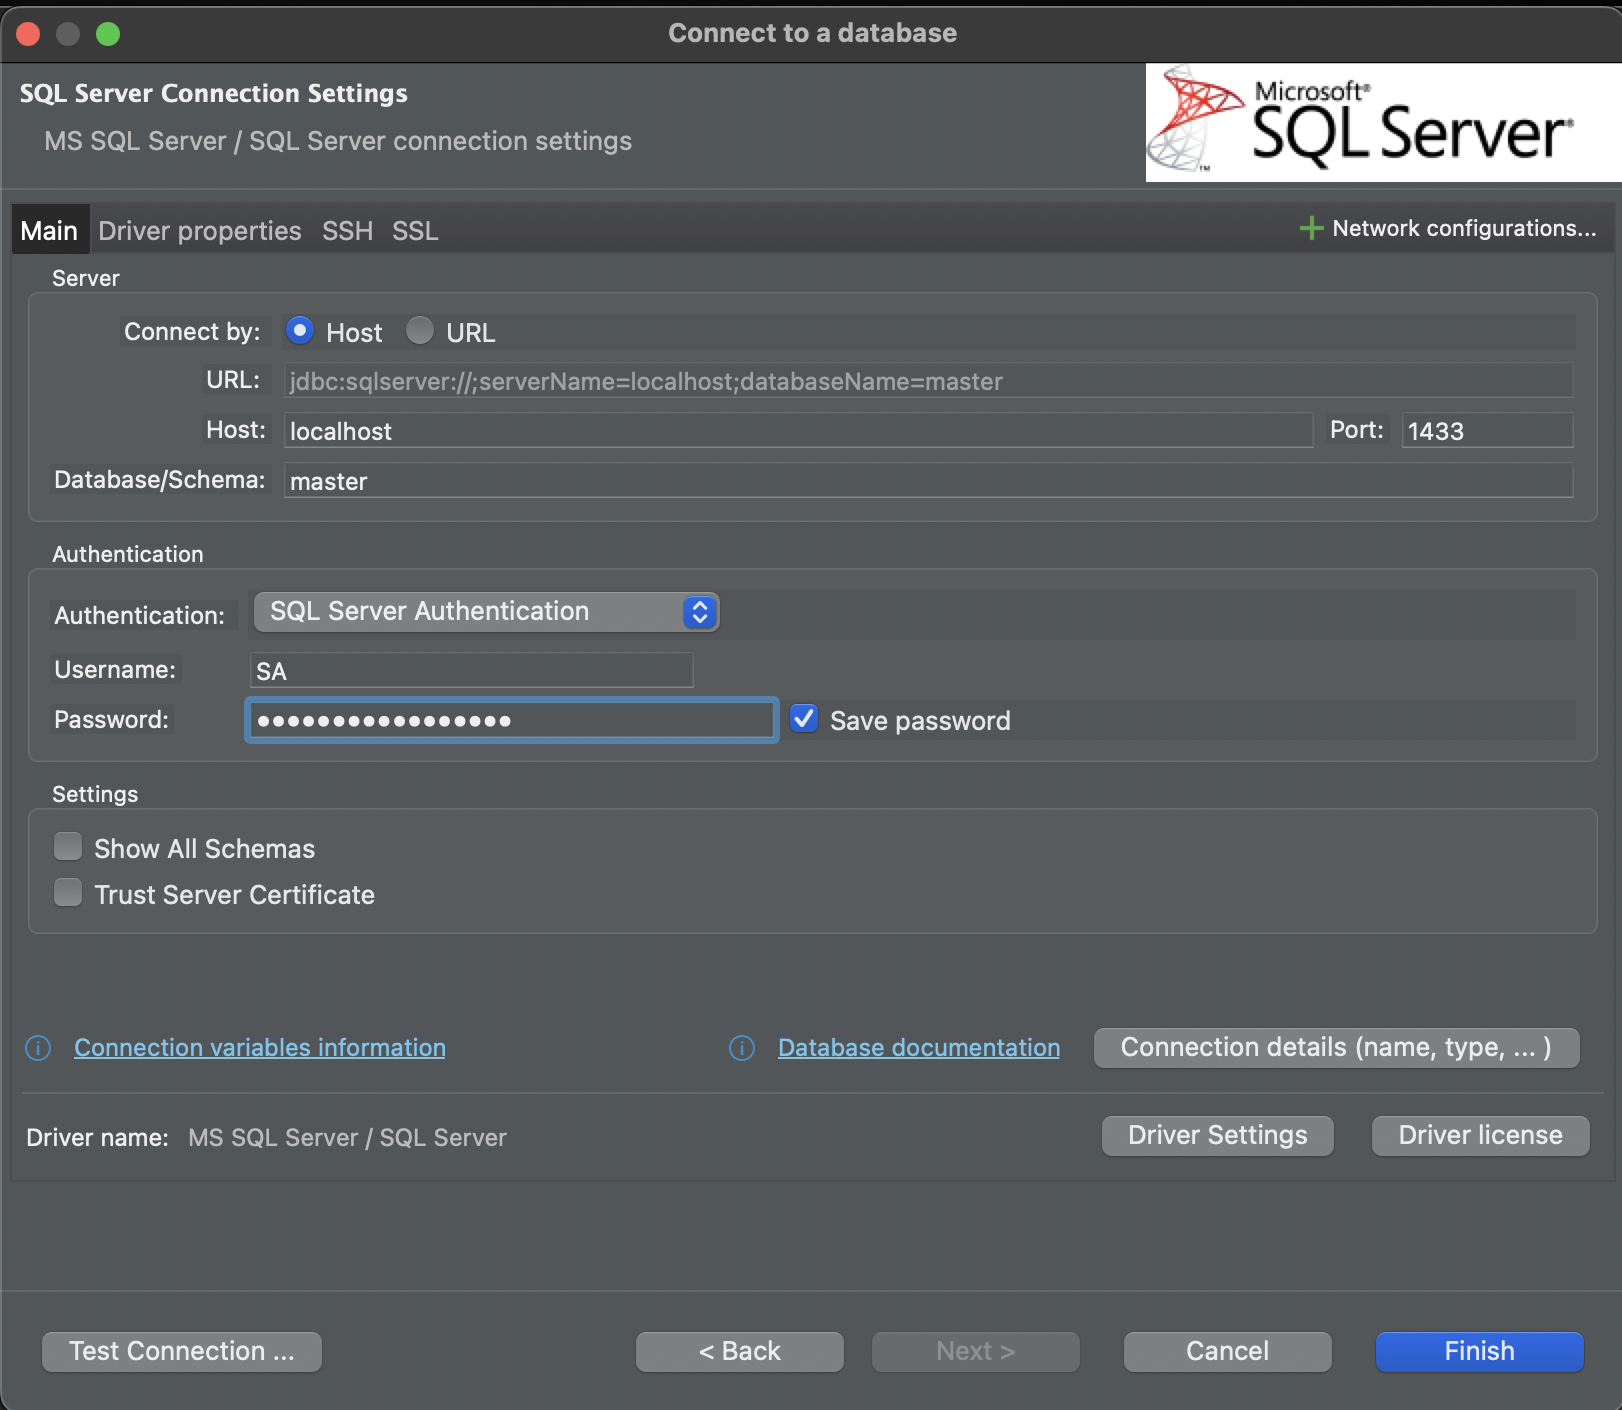 Connect to a database
SQL Server Connection Settings
MS SQL Server / SQL Server connection settings
Microsoft®
SQL Server®
™
Main Driver properties SSH SSL
Network configurations...
Server
Connect by: Host URL
URL: jdbc:sqlserver://;serverName=localhost;databaseName=master
Host: localhost Port: 1433
Database/Schema: master
Authentication
Authentication: SQL Server Authentication
Username: SA
Password: ●●●●●●●●●●●●●●●●● Save password
Settings
Show All Schemas
Trust Server Certificate
Connection variables information Database documentation Connection details (name, type, ... )
Driver name: MS SQL Server / SQL Server Driver Settings Driver license
Test Connection ... < Back Next > Cancel Finish